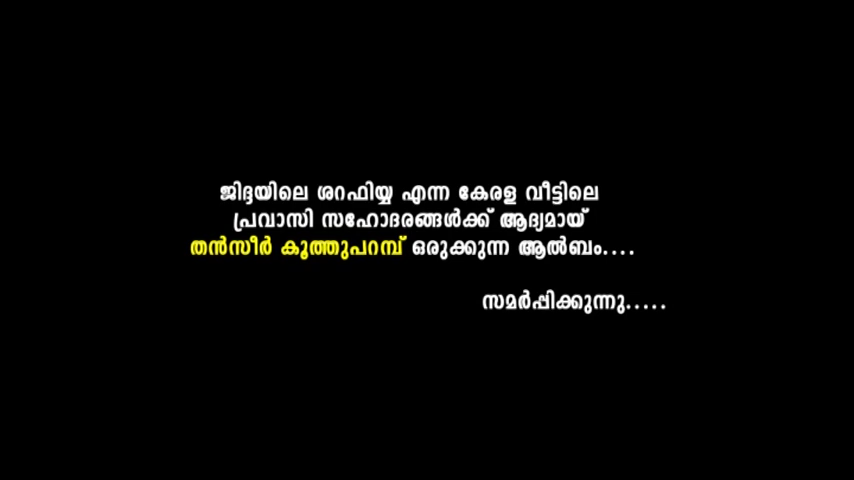 ജിദ്ദയിലെ ശറഫിയ്യ എന്ന കേരള വീട്ടിലെ
പ്രവാസി സഹോദരങ്ങൾക്ക് ആദ്യമായ്
തൻസീർ കൂത്തുപറമ്പ് ഒരുക്കുന്ന ആൽബം....
സമർപ്പിക്കുന്നു.....